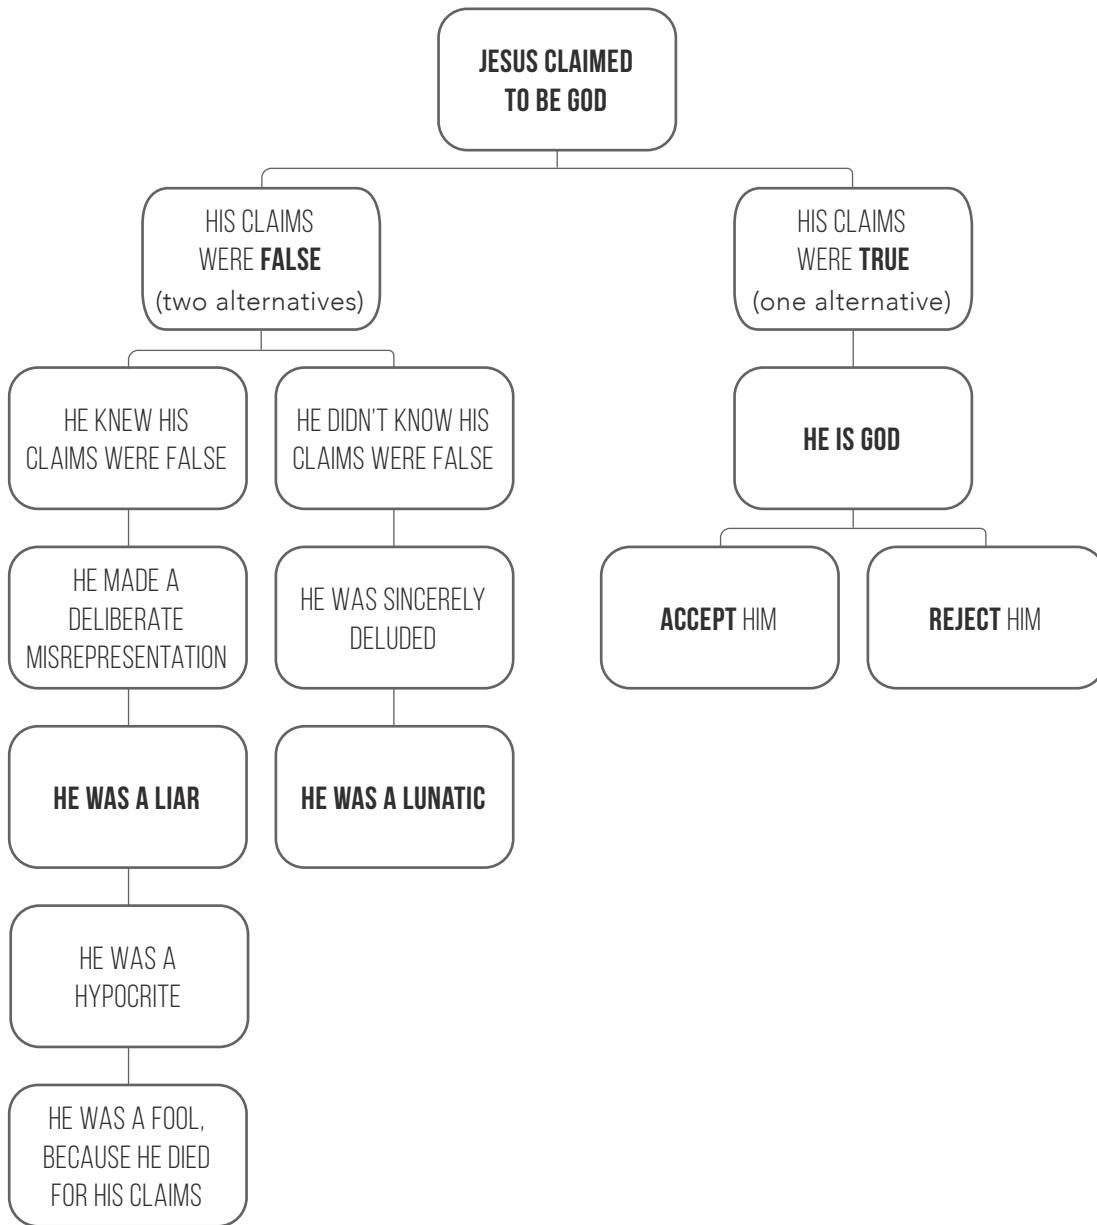 JESUS CLAIMED
TO BE GOD
HIS CLAIMS
WERE FALSE
(two alternatives)
HIS CLAIMS
WERE TRUE
(one alternative)
HE KNEW HIS
CLAIMS WERE FALSE
HE DIDN'T KNOW HIS
CLAIMS WERE FALSE
HE IS GOD
HE MADE A
DELIBERATE
MISREPRESENTATION
HE WAS SINCERELY
DELUDED
ACCEPT HIM
REJECT HIM
HE WAS A LIAR
HE WAS A LUNATIC
HE WAS A
HYPOCRITE
HE WAS A FOOL,
BECAUSE HE DIED
FOR HIS CLAIMS